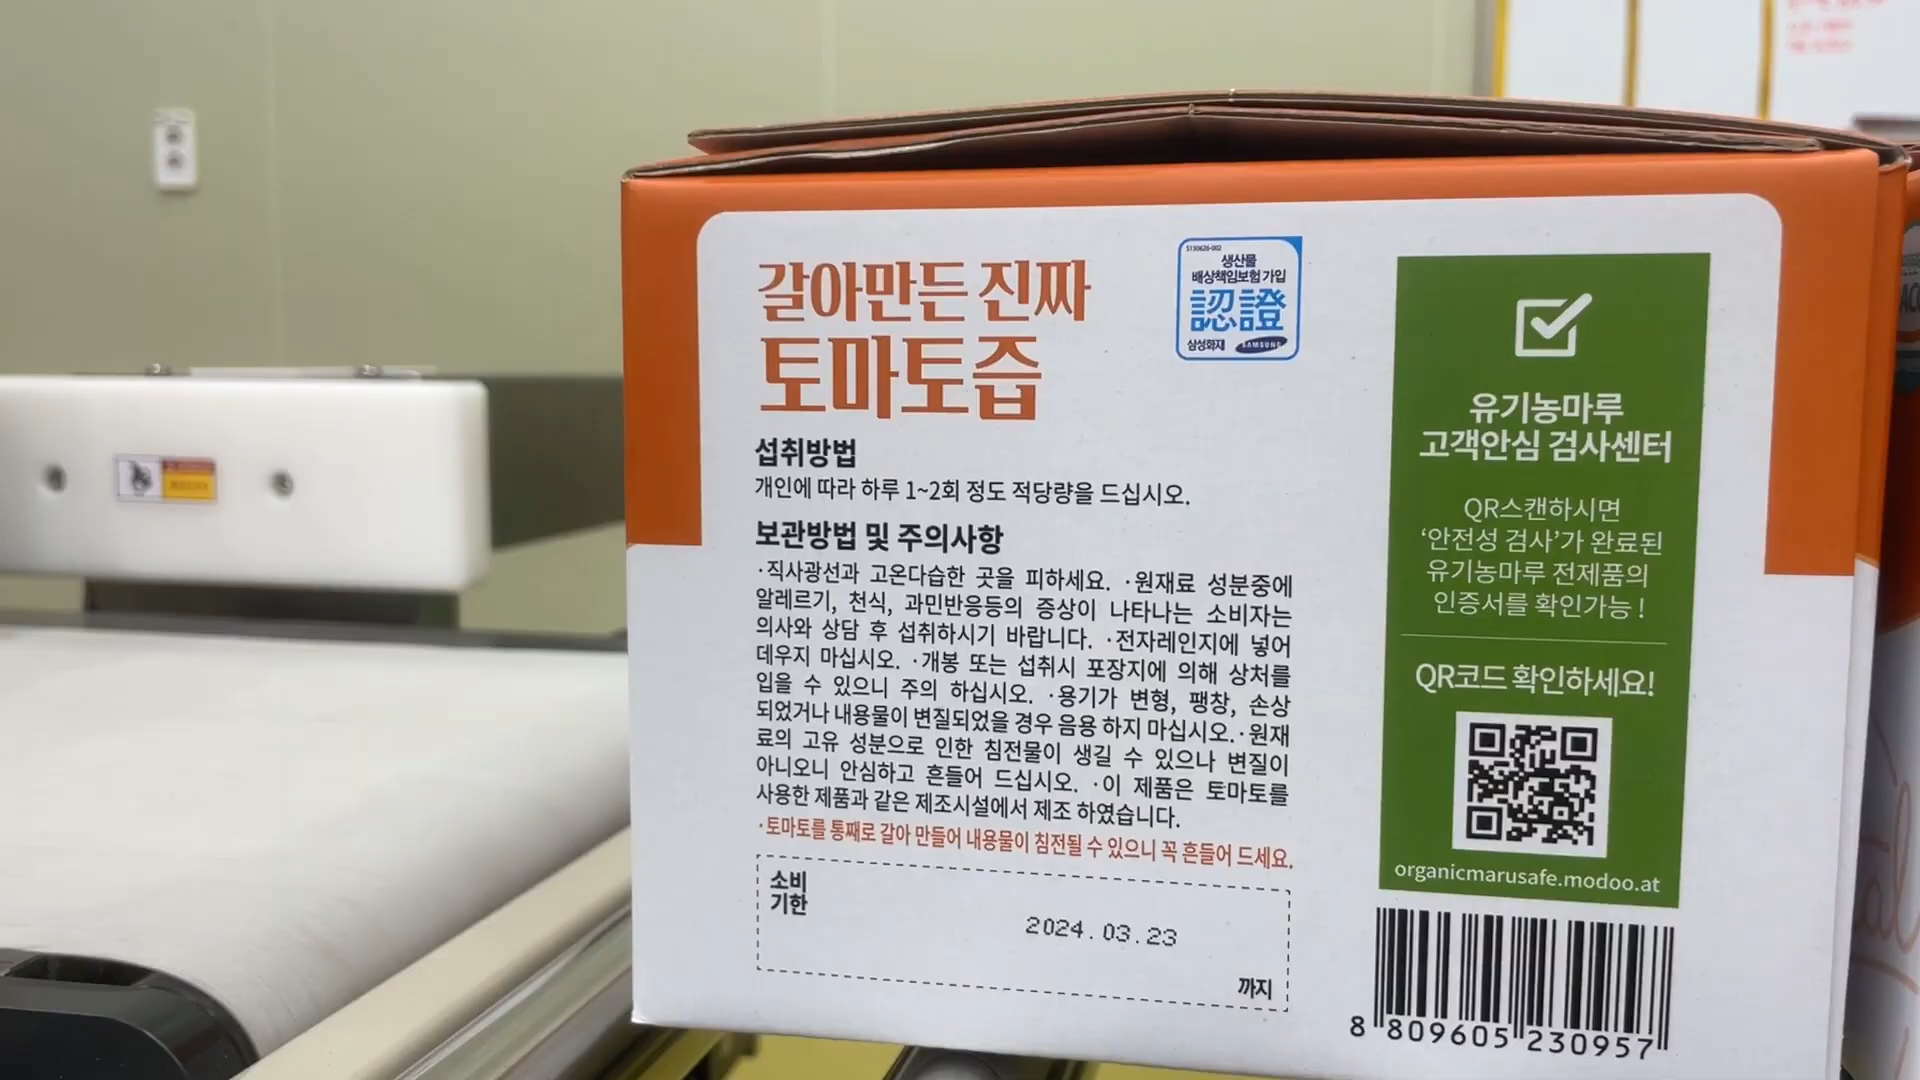 갈아만든 진짜
토마토즙
S130626-002
생산물
배상책임보험 가입
認證
삼성화재 SAMSUNG
섭취방법
개인에 따라 하루 1~2회 정도 적당량을 드십시오.
보관방법 및 주의사항
·직사광선과 고온다습한 곳을 피하세요. ·원재료 성분중에
알레르기, 천식, 과민반응등의 증상이 나타나는 소비자는
의사와 상담 후 섭취하시기 바랍니다. ·전자레인지에 넣어
데우지 마십시오. ·개봉 또는 섭취시 포장지에 의해 상처를
입을 수 있으니 주의 하십시오. ·용기가 변형, 팽창, 손상
되었거나 내용물이 변질되었을 경우 음용 하지 마십시오.·원재
료의 고유 성분으로 인한 침전물이 생길 수 있으나 변질이
아니오니 안심하고 흔들어 드십시오. ·이 제품은 토마토를
사용한 제품과 같은 제조시설에서 제조 하였습니다.
·토마토를 통째로 갈아 만들어 내용물이 침전될 수 있으니 꼭 흔들어 드세요.
소비
기한
2024.03.23
까지
유기농마루
고객안심 검사센터
QR스캔하시면
‘안전성 검사’가 완료된
유기농마루 전제품의
인증서를 확인가능 !
QR코드 확인하세요!
organicmarusafe.modoo.at
8 809605 230957